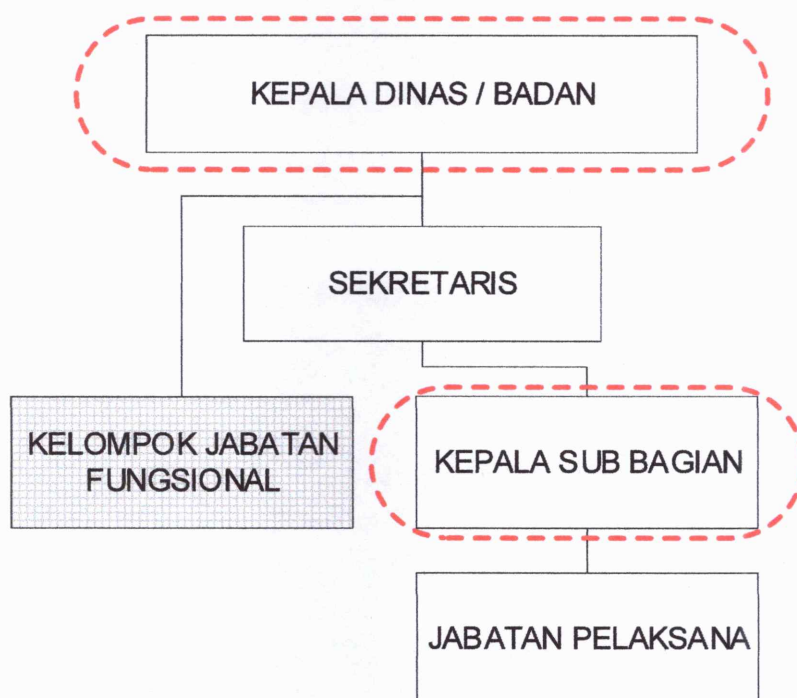 KEPALA DINAS / BADAN
SEKRETARIS
KELOMPOK JABATAN
FUNGSIONAL
KEPALA SUB BAGIAN
JABATAN PELAKSANA